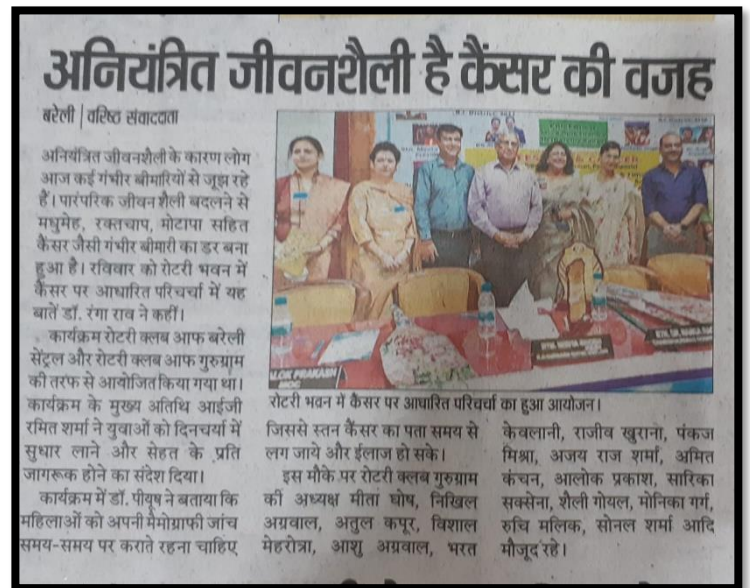 अनियंत्रित जीवनशैली है कैंसर की वजह
बरेली | वरिष्ठ संवाददाता
अनियंत्रित जीवनशैली के कारण लोग
आज कई गंभीर बीमारियों से जूझ रहे
हैं। पारंपरिक जीवन शैली बदलने से
मधुमेह, रक्तचाप, मोटापा सहित
कैंसर जैसी गंभीर बीमारी का डर बना
हुआ है। रविवार को रोटरी भवन में
कैंसर पर आधारित परिचर्चा में यह
बातें डॉ. रंगा राव ने कहीं।
कार्यक्रम रोटरी क्लब आफ बरेली
सेंट्रल और रोटरी क्लब आफ गुरुग्राम
की तरफ से आयोजित किया गया था।
कार्यक्रम के मुख्य अतिथि आईजी
रमित शर्मा ने युवाओं को दिनचर्या में
सुधार लाने और सेहत के प्रति
जागरूक होने का संदेश दिया।
कार्यक्रम में डॉ. पीयूष ने बताया कि
महिलाओं को अपनी मैमोग्राफी जांच
समय-समय पर कराते रहना चाहिए
ALOK PRAKASH
MOC
रोटरी भवन में कैंसर पर आधारित परिचर्चा का हुआ आयोजन।
जिससे स्तन कैंसर का पता समय से
लग जाये और ईलाज हो सके।
इस मौके पर रोटरी क्लब गुरुग्राम
की अध्यक्ष मीता घोष, निखिल
अग्रवाल, अतुल कपूर, विशाल
मेहरोत्रा, आशु अग्रवाल, भरत
केवलानी, राजीव खुराना, पंकज
मिश्रा, अजय राज शर्मा, अमित
कंचन, आलोक प्रकाश, सारिका
सक्सेना, शैली गोयल, मोनिका गर्ग,
रुचि मलिक, सोनल शर्मा आदि
मौजूद रहे।